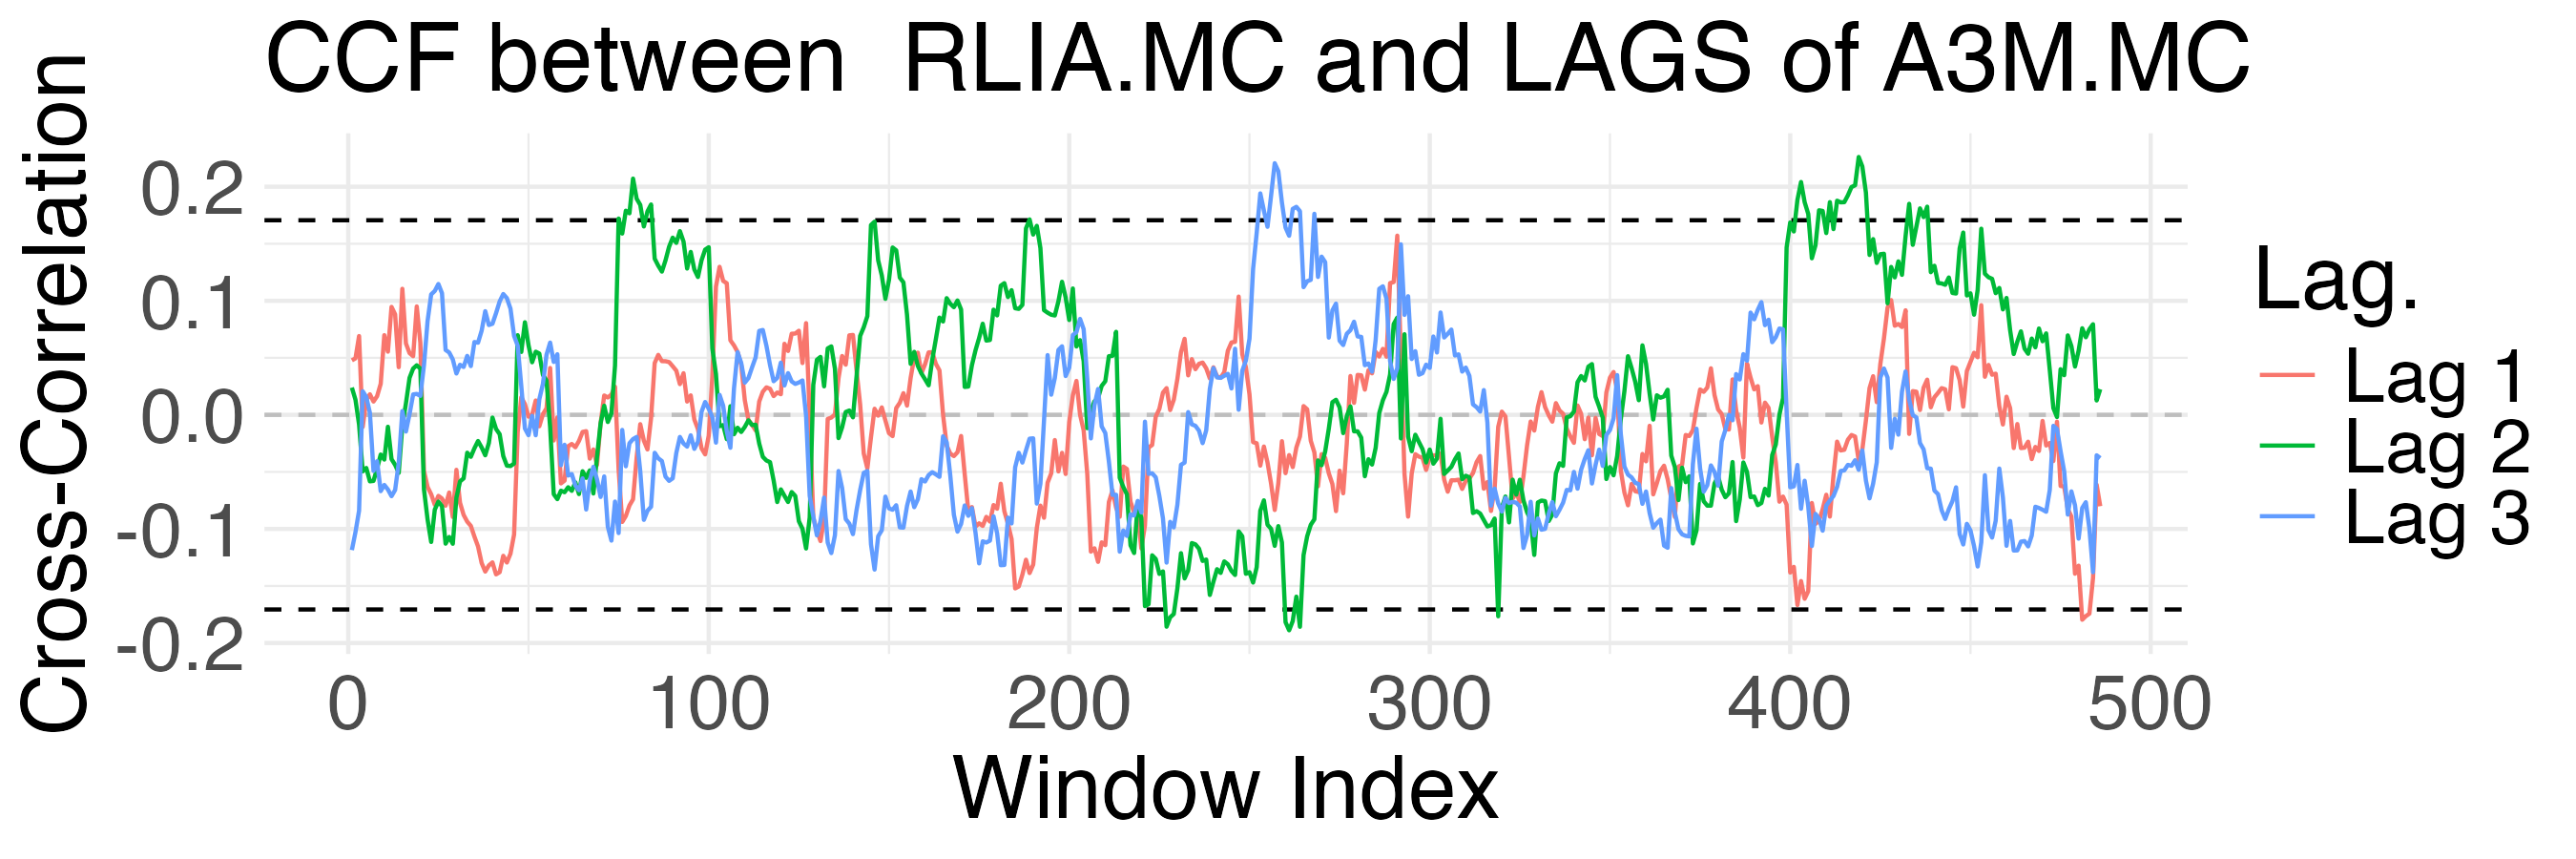 CCF between  RLIA.MC and LAGS of A3M.MC
Cross-Correlation
0.2
0.1
0.0
-0.1
-0.2
0 100 200 300 400 500
Window Index
Lag.
Lag 1
Lag 2
Lag 3